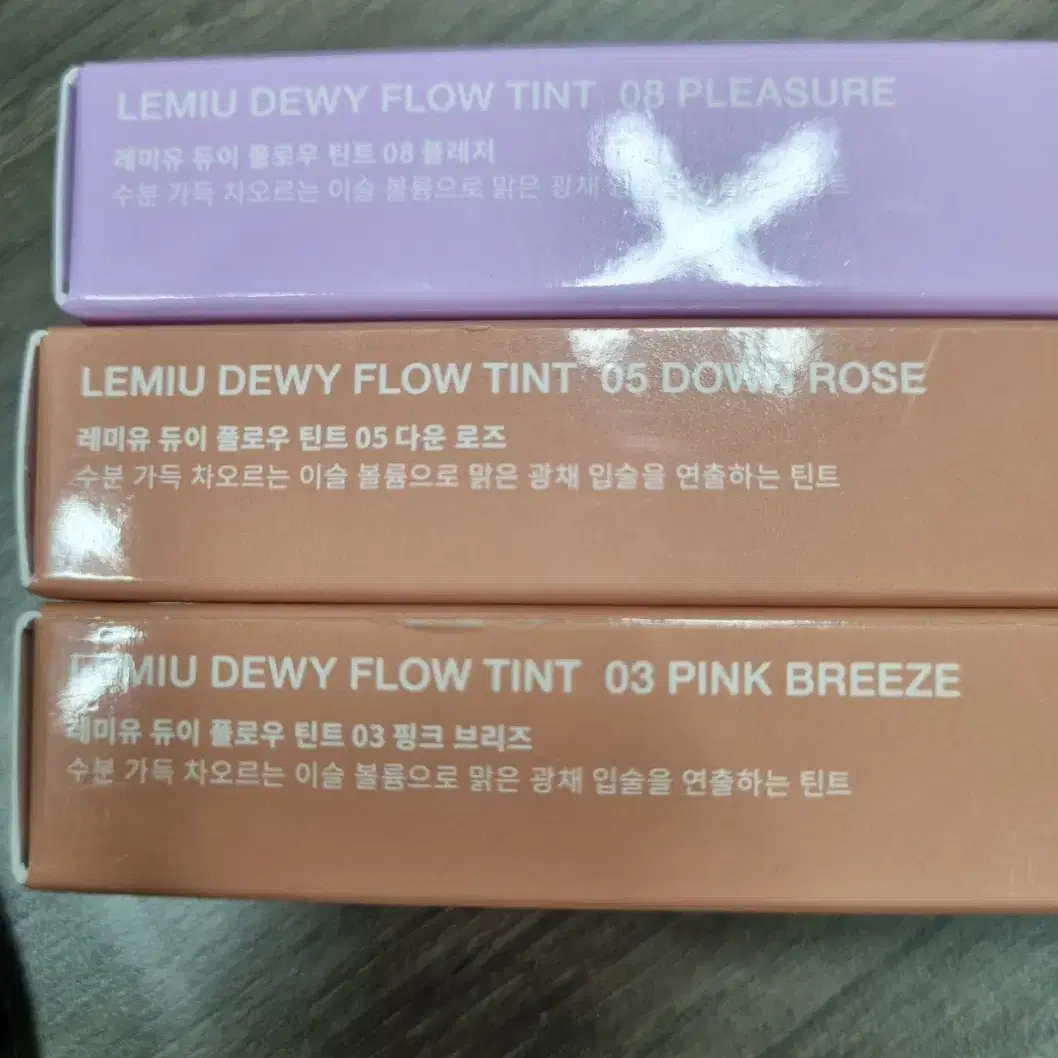 LEMIU DEWY FLOW TINT 08 PLEASURE
레미유 듀이 플로우 틴트 08 플레저
수분 가득 차오르는 이슬 볼륨으로 맑은 광채 틴트
LEMIU DEWY FLOW TINT 05 DOWN ROSE
레미유 듀이 플로우 틴트 05 다운 로즈
수분 가득 차오르는 이슬 볼륨으로 맑은 광채 입술을 연출하는 틴트
LEMIU DEWY FLOW TINT 03 PINK BREEZE
레미유 듀이 플로우 틴트 03 핑크 브리즈
수분 가득 차오르는 이슬 볼륨으로 맑은 광채 입술을 연출하는 틴트